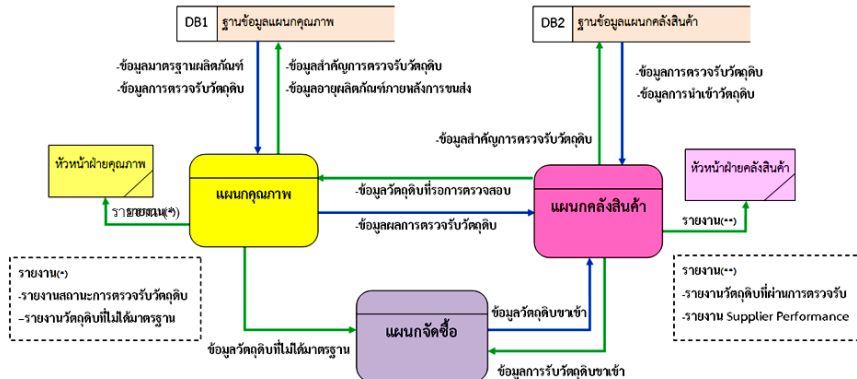 DB1 ฐานข้อมูลแผนกคุณภาพ
DB2 ฐานข้อมูลแผนกคลังสินค้า
-ข้อมูลมาตรฐานผลิตภัณฑ์
-ข้อมูลการตรวจรับวัตถุดิบ
-ข้อมูลสำคัญการตรวจรับวัตถุดิบ
-ข้อมูลอายุผลิตภัณฑ์ภายหลังการขนส่ง
-ข้อมูลการตรวจรับวัตถุดิบ
-ข้อมูลการนำเข้าวัตถุดิบ
-ข้อมูลสำคัญการตรวจรับวัตถุดิบ
หัวหน้าฝ่ายคุณภาพ
หัวหน้าฝ่ายคลังสินค้า
แผนกคุณภาพ
-ข้อมูลวัตถุดิบที่รอการตรวจสอบ
แผนกคลังสินค้า
รายงาน(*)
-ข้อมูลผลการตรวจรับวัตถุดิบ
รายงาน(**)
รายงาน(*)
-รายงานสถานะการตรวจรับวัตถุดิบ
–รายงานวัตถุดิบที่ไม่ได้มาตรฐาน
รายงาน(**)
-รายงานวัตถุดิบที่ผ่านการตรวจรับ
-รายงาน Supplier Performance
ข้อมูลวัตถุดิบขาเข้า
แผนกจัดซื้อ
ข้อมูลวัตถุดิบที่ไม่ได้มาตรฐาน
ข้อมูลการรับวัตถุดิบขาเข้า